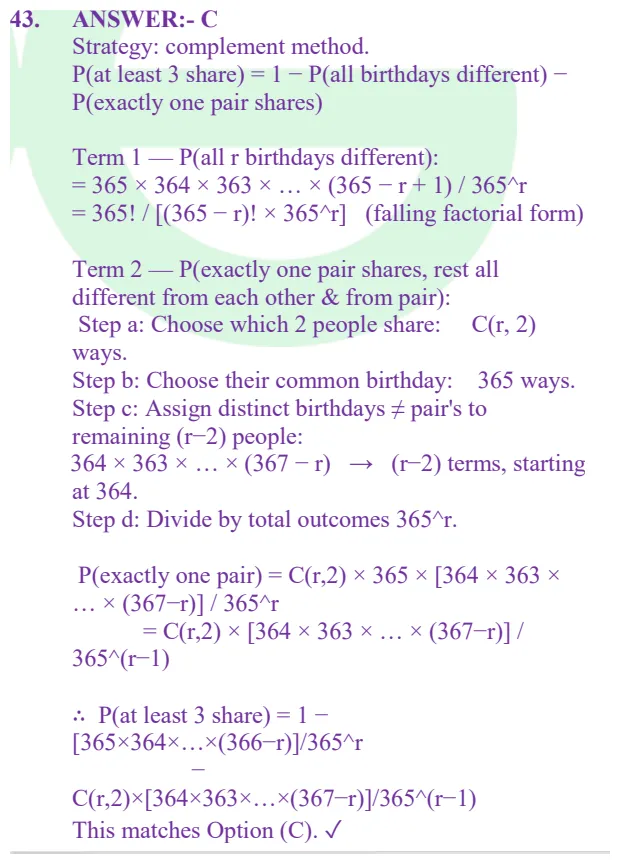 43. ANSWER:- C
Strategy: complement method.
P(at least 3 share) = 1 − P(all birthdays different) −
P(exactly one pair shares)
Term 1 — P(all r birthdays different):
= 365 × 364 × 363 × … × (365 − r + 1) / 365^r
= 365! / [(365 − r)! × 365^r] (falling factorial form)
Term 2 — P(exactly one pair shares, rest all
different from each other & from pair):
Step a: Choose which 2 people share: C(r, 2)
ways.
Step b: Choose their common birthday: 365 ways.
Step c: Assign distinct birthdays ≠ pair's to
remaining (r−2) people:
364 × 363 × … × (367 − r) → (r−2) terms, starting
at 364.
Step d: Divide by total outcomes 365^r.
P(exactly one pair) = C(r,2) × 365 × [364 × 363 ×
… × (367−r)] / 365^r
= C(r,2) × [364 × 363 × … × (367−r)] /
365^(r−1)
∴ P(at least 3 share) = 1 −
[365×364×…×(366−r)]/365^r
−
C(r,2)×[364×363×…×(367−r)]/365^(r−1)
This matches Option (C). ✓